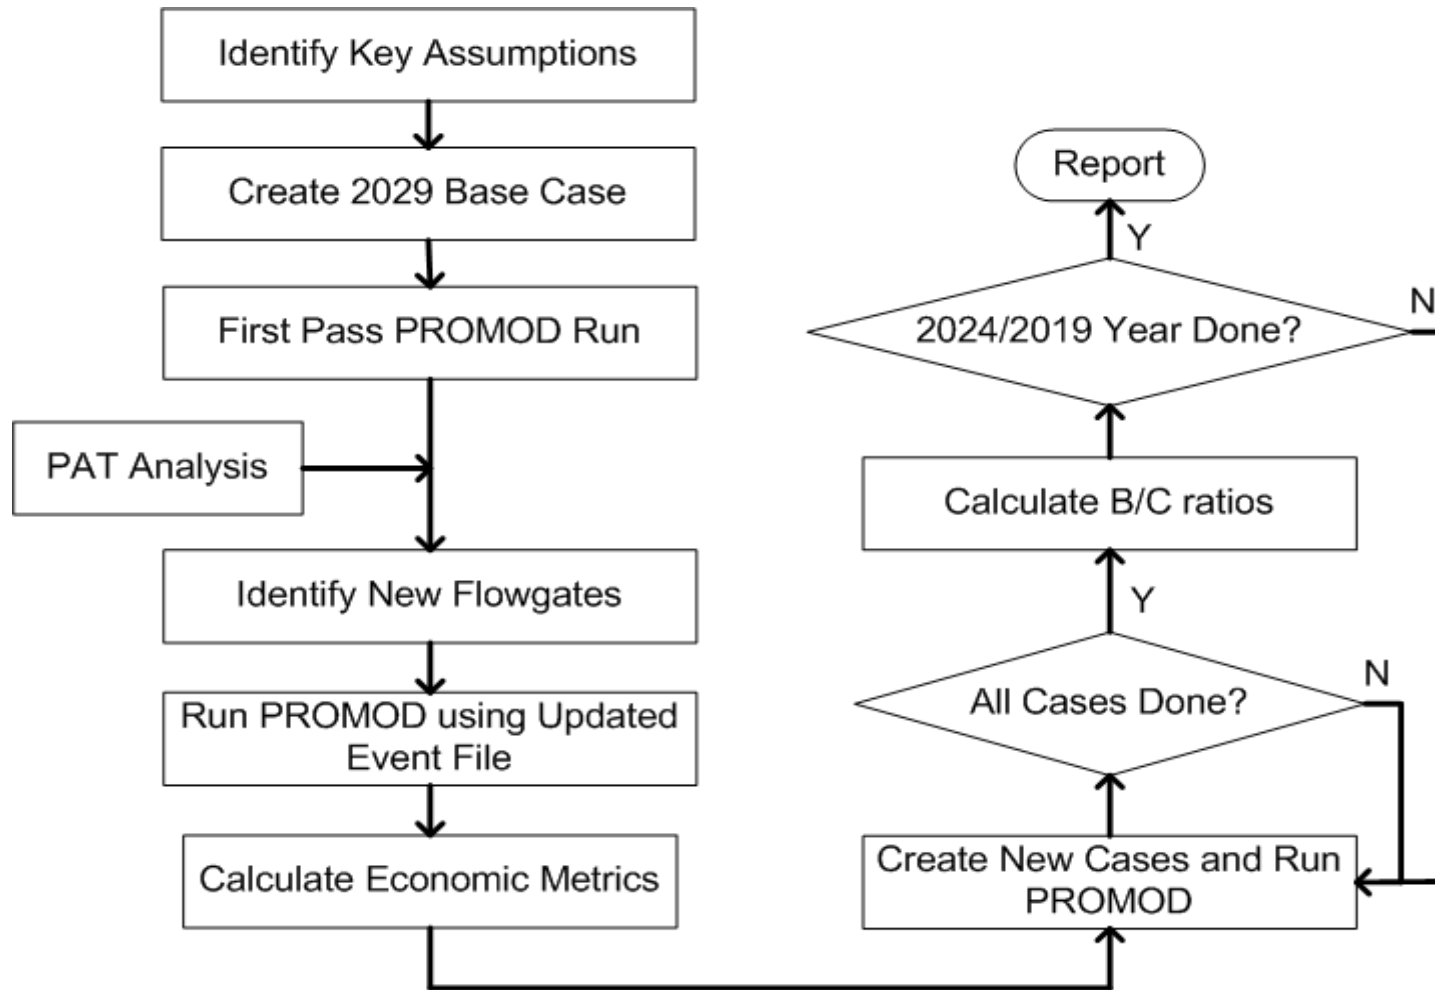 Identify Key Assumptions
Create 2029 Base Case
First Pass PROMOD Run
PAT Analysis
Identify New Flowgates
Run PROMOD using Updated
Event File
Calculate Economic Metrics
Report
Y
N
2024/2019 Year Done?
Calculate B/C ratios
Y
N
All Cases Done?
Create New Cases and Run
PROMOD